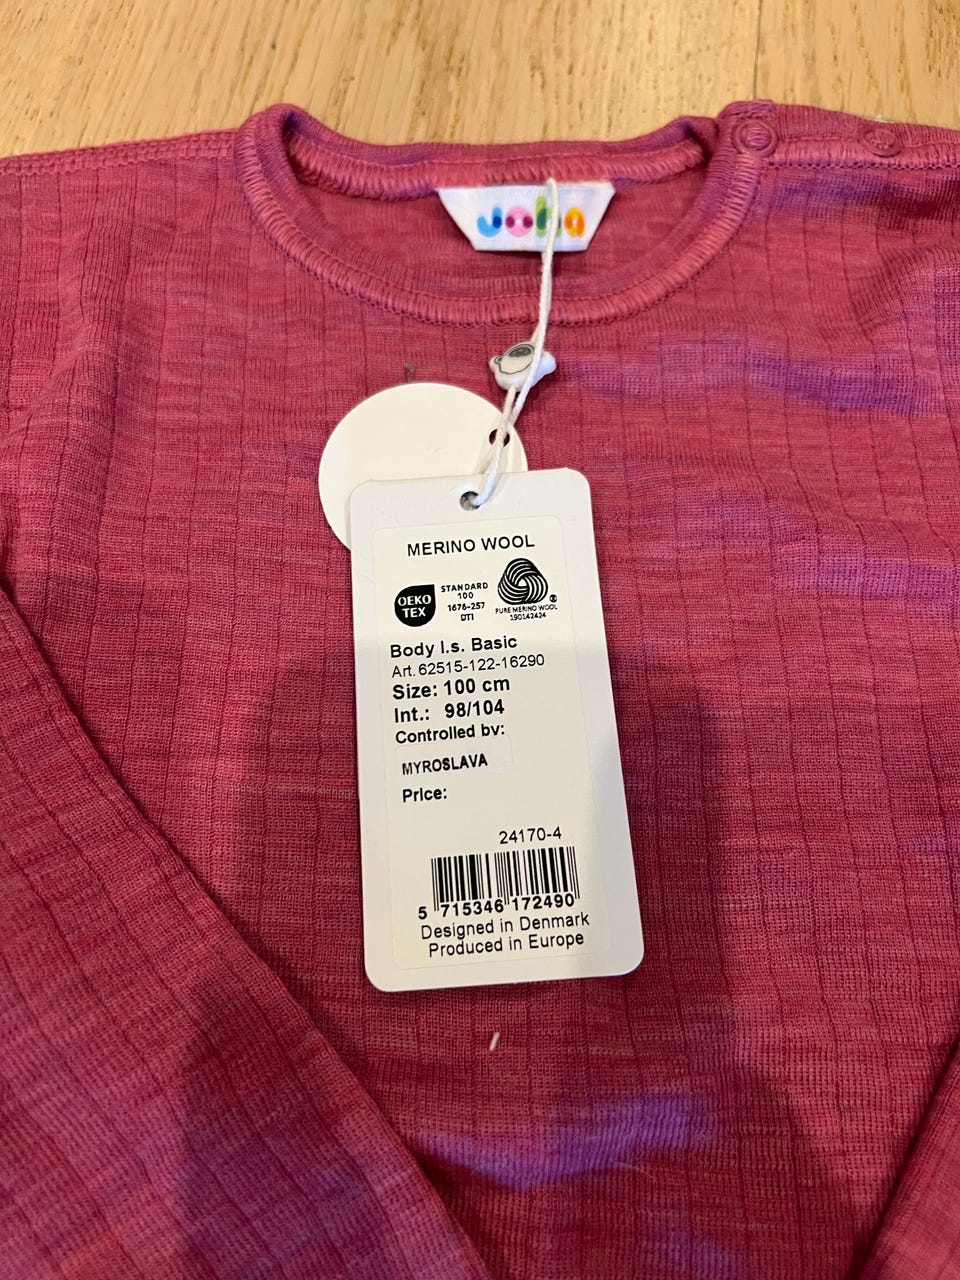 Joha
MERINO WOOL
OEKO
TEX
STANDARD
100
1676-257
DTI
PURE MERINO WOOL
190142424
Body l.s. Basic
Art. 62515-122-16290
Size: 100 cm
Int.: 98/104
Controlled by:
MYROSLAVA
Price:
24170-4
5 715346 172490
Designed in Denmark
Produced in Europe